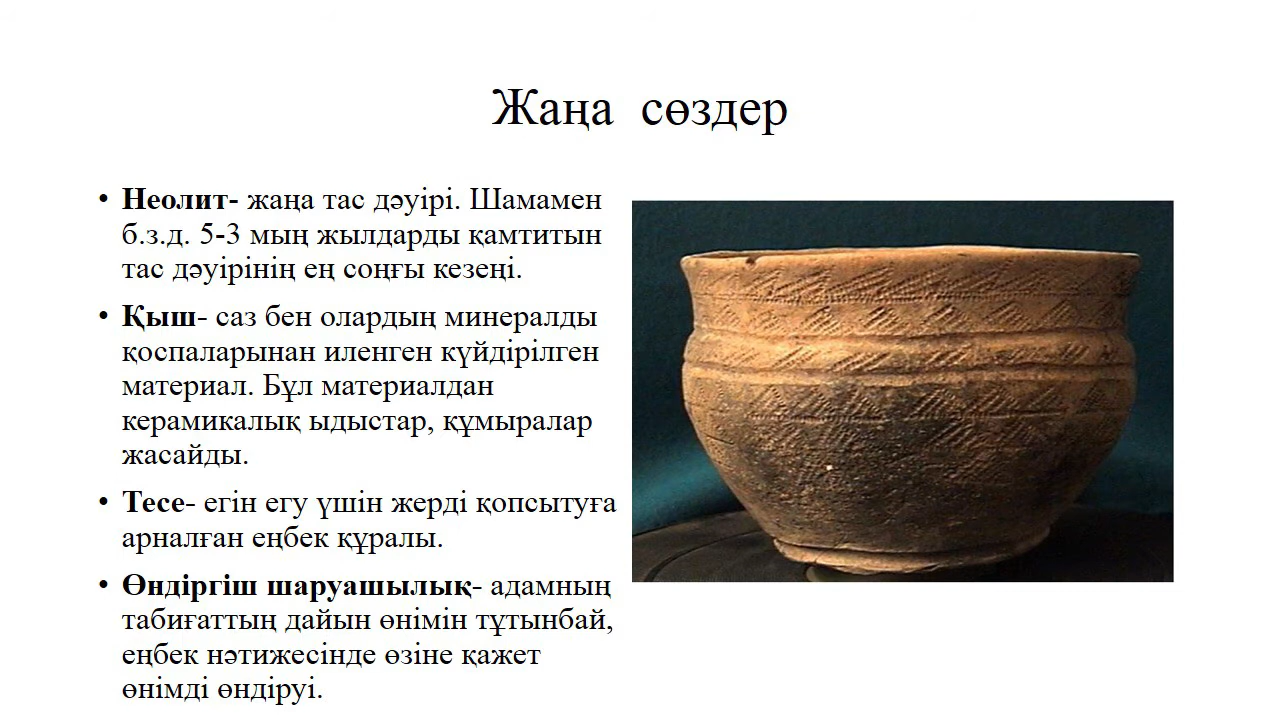 Жаңа сөздер
• Неолит- жаңа тас дәуірі. Шамамен
б.з.д. 5-3 мың жылдарды қамтитын
тас дәуірінің ең соңғы кезеңі.
• Қыш- саз бен олардың минералды
қоспаларынан иленген күйдірілген
материал. Бұл материалдан
керамикалық ыдыстар, құмыралар
жасайды.
• Тесе- егін егу үшін жерді қопсытуға
арналған еңбек құралы.
• Өндіргіш шаруашылық- адамның
табиғаттың дайын өнімін тұтынбай,
еңбек нәтижесінде өзіне қажет
өнімді өндіруі.